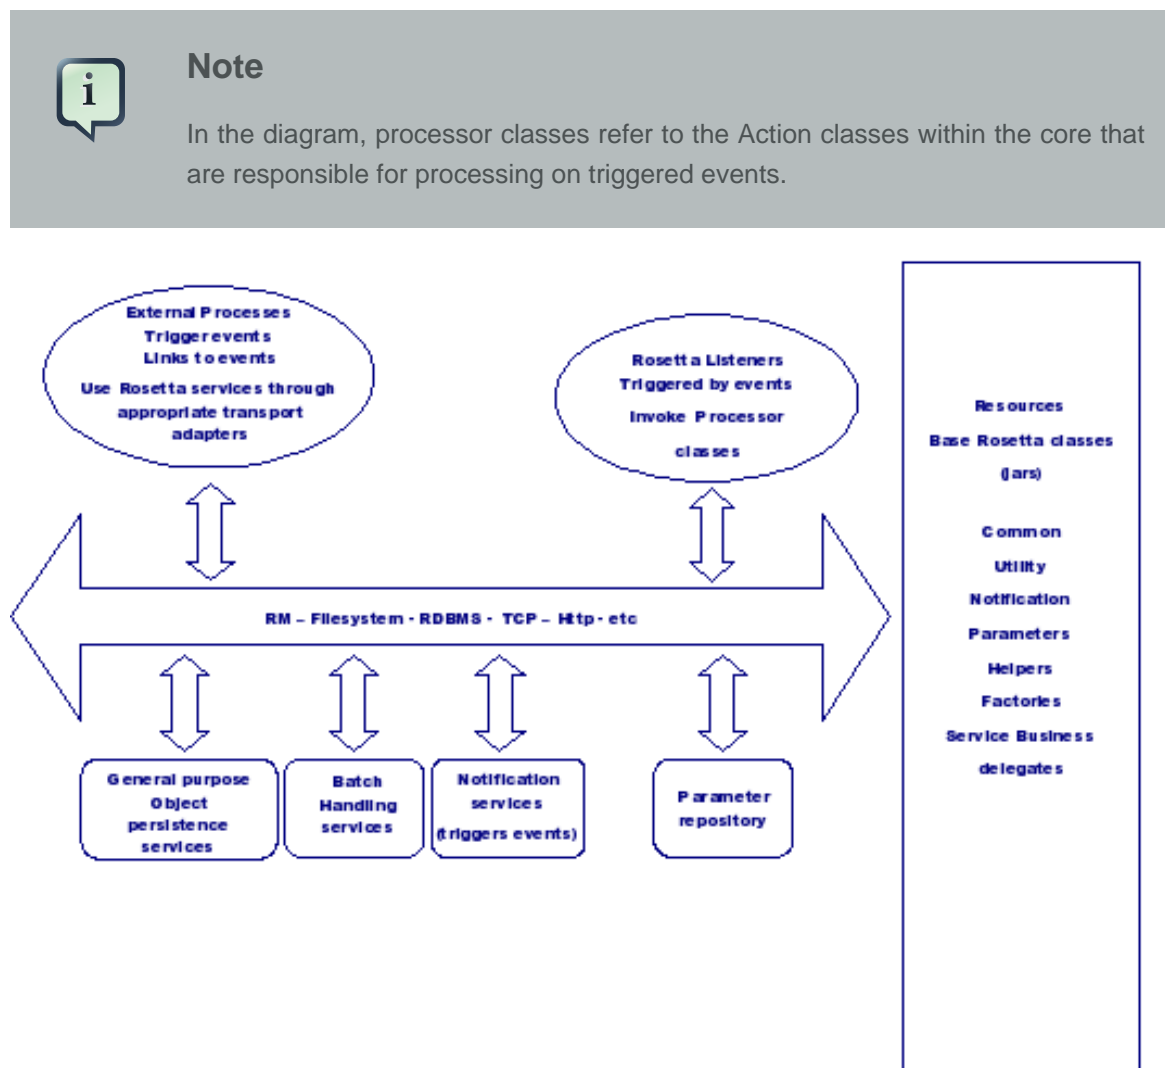 i
Note
In the diagram, processor classes refer to the Action classes within the core that
are responsible for processing on triggered events.
External Processes
Trigger events
Links to events
Use Rosetta services through
appropriate transport
adapters
Rosetta Listeners
Triggered by events
Invoke Processor
classes
RM – Filesystem - RDBMS - TCP – Http - etc
General purpose
Object
persistence
services
Batch
Handling
services
Notification
services
(triggers events)
Parameter
repository
Resources
Base Rosetta classes
(jars)
Common
Utility
Notification
Parameters
Helpers
Factories
Service Business
delegates